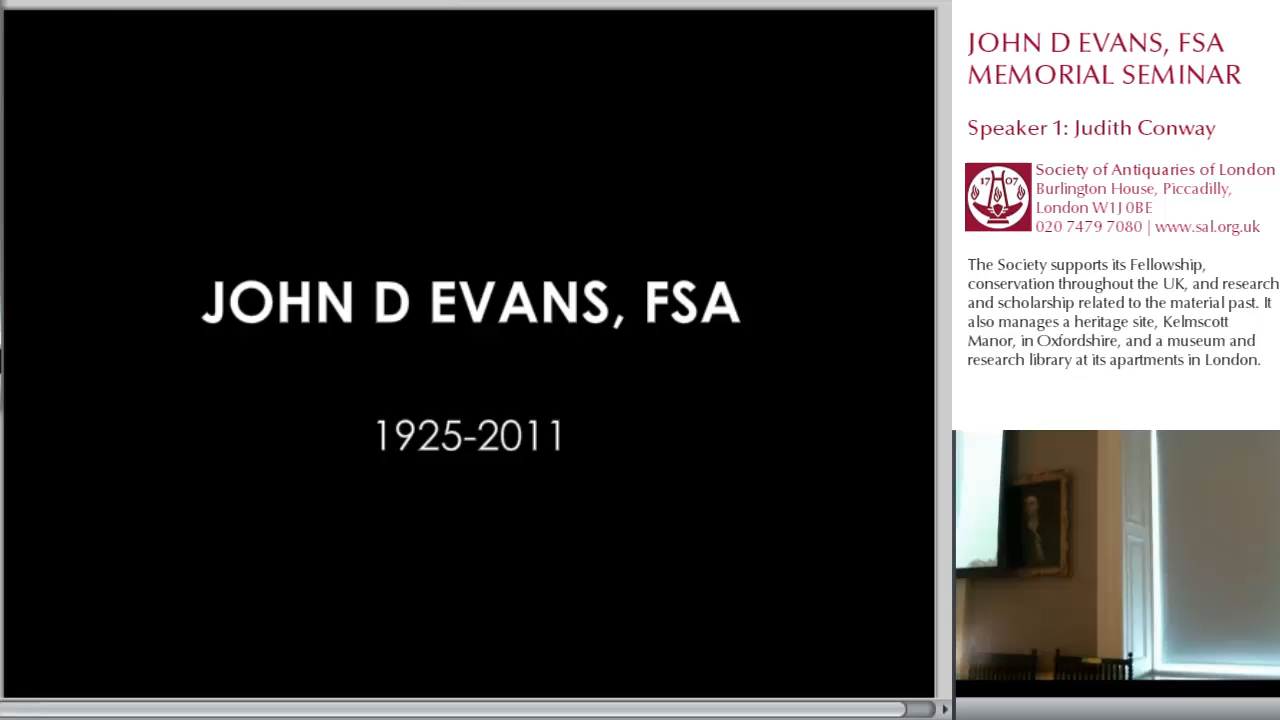 JOHN D EVANS, FSA
1925-2011
JOHN D EVANS, FSA
MEMORIAL SEMINAR
Speaker 1: Judith Conway
17 07
Society of Antiquaries of London
Burlington House, Piccadilly,
London W1J 0BE
020 7479 7080 | www.sal.org.uk
The Society supports its Fellowship,
conservation throughout the UK, and research
and scholarship related to the material past. It
also manages a heritage site, Kelmscott
Manor, in Oxfordshire, and a museum and
research library at its apartments in London.